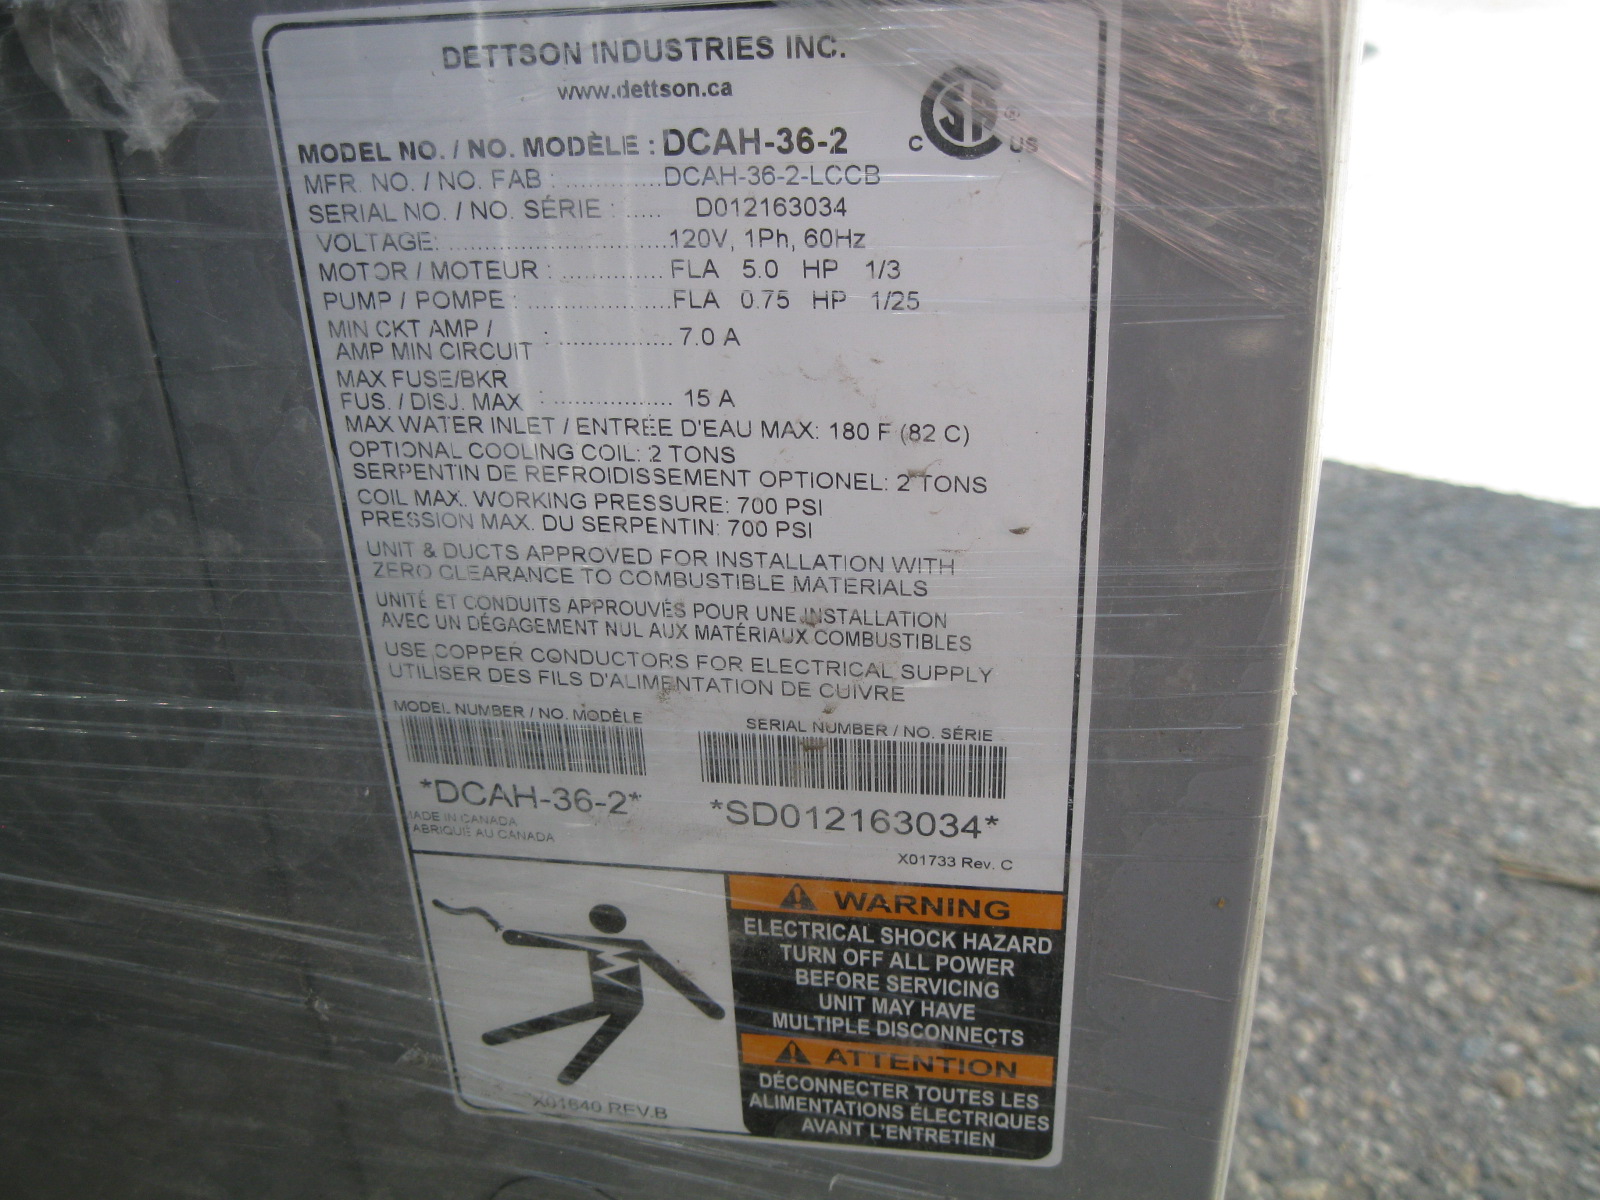 DETTSON INDUSTRIES INC.
www.dettson.ca
C SA ® US
MODEL NO. / NO. MODÈLE : DCAH-36-2
MFR. NO. / NO. FAB : ............. DCAH-36-2-LCCB
SERIAL NO. / NO. SÉRIE : ..... D012163034
VOLTAGE: ............................. 120V, 1Ph, 60Hz
MOTOR / MOTEUR : ............. FLA 5.0 HP 1/3
PUMP / POMPE : ................... FLA 0.75 HP 1/25
MIN CKT AMP /
AMP MIN CIRCUIT : ............... 7.0 A
MAX FUSE/BKR
FUS. / DISJ. MAX : ............... 15 A
MAX WATER INLET / ENTRÉE D'EAU MAX: 180 F (82 C)
OPTIONAL COOLING COIL: 2 TONS
SERPENTIN DE REFROIDISSEMENT OPTIONEL: 2 TONS
COIL MAX. WORKING PRESSURE: 700 PSI
PRESSION MAX. DU SERPENTIN: 700 PSI
UNIT & DUCTS APPROVED FOR INSTALLATION WITH
ZERO CLEARANCE TO COMBUSTIBLE MATERIALS
UNITÉ ET CONDUITS APPROUVÉS POUR UNE INSTALLATION
AVEC UN DÉGAGEMENT NUL AUX MATÉRIAUX COMBUSTIBLES
USE COPPER CONDUCTORS FOR ELECTRICAL SUPPLY
UTILISER DES FILS D'ALIMENTATION DE CUIVRE
MODEL NUMBER / NO. MODÈLE
*DCAH-36-2*
MADE IN CANADA
FABRIQUÉ AU CANADA
SERIAL NUMBER / NO. SÉRIE
*SD012163034*
X01733 Rev. C
X01640 REV.B
WARNING
ELECTRICAL SHOCK HAZARD
TURN OFF ALL POWER
BEFORE SERVICING
UNIT MAY HAVE
MULTIPLE DISCONNECTS
ATTENTION
DÉCONNECTER TOUTES LES
ALIMENTATIONS ÉLECTRIQUES
AVANT L'ENTRETIEN